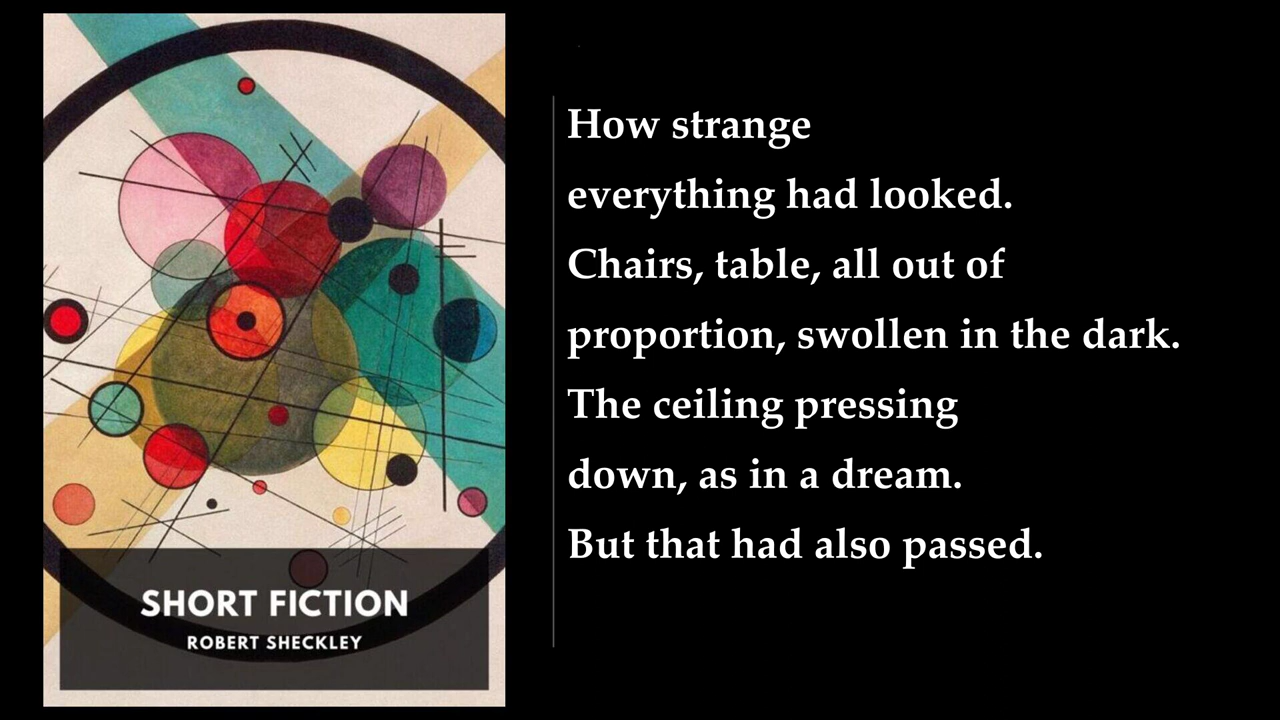 SHORT FICTION
ROBERT SHECKLEY
How strange
everything had looked.
Chairs, table, all out of
proportion, swollen in the dark.
The ceiling pressing
down, as in a dream.
But that had also passed.